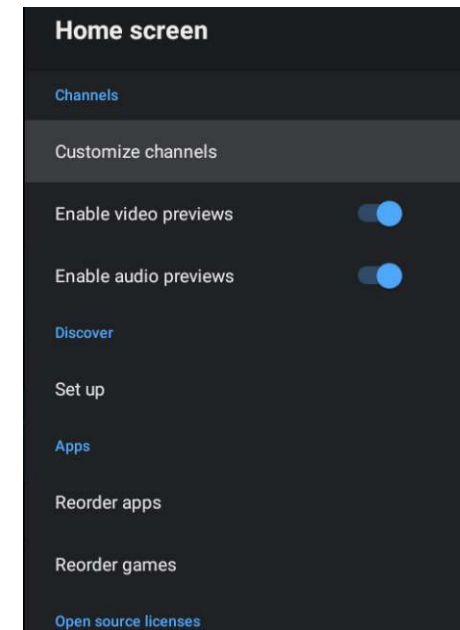 Home screen
Channels
Customize channels
Enable video previews
Enable audio previews
Discover
Set up
Apps
Reorder apps
Reorder games
Open source licenses